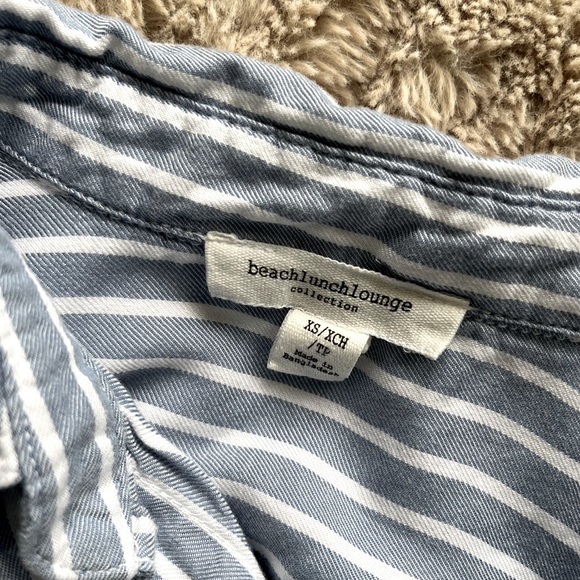 beachlunchlounge
collection
XS/XCH
/TP
Made in
Bangladesh